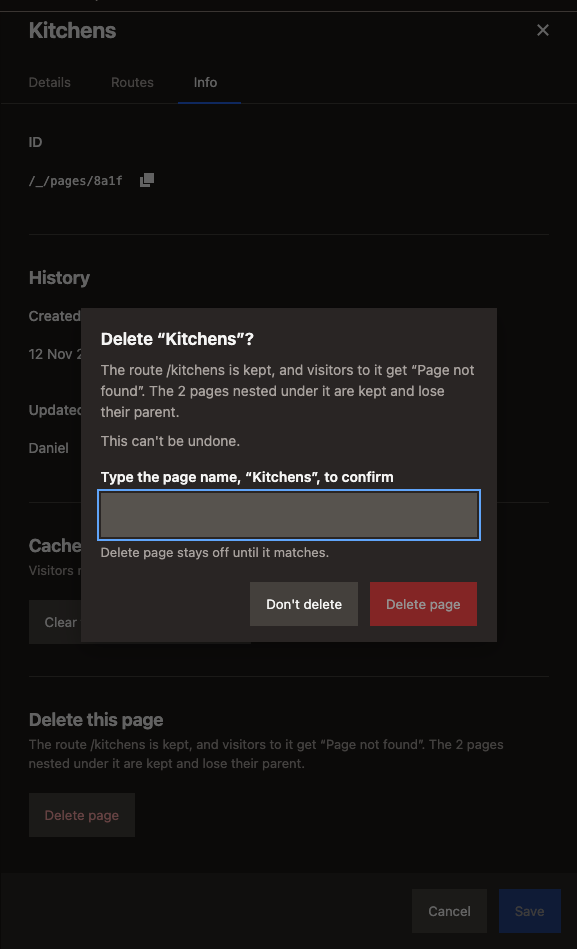 Kitchens
Details Routes Info
ID
/_/pages/8a1f
History
Created
12 Nov 2
Updated
Daniel
Cache
Visitors
Clear
Delete “Kitchens”?
The route /kitchens is kept, and visitors to it get “Page not
found”. The 2 pages nested under it are kept and lose
their parent.
This can't be undone.
Type the page name, “Kitchens”, to confirm
Delete page stays off until it matches.
Don't delete Delete page
Delete this page
The route /kitchens is kept, and visitors to it get “Page not found”. The 2 pages
nested under it are kept and lose their parent.
Delete page
Cancel Save